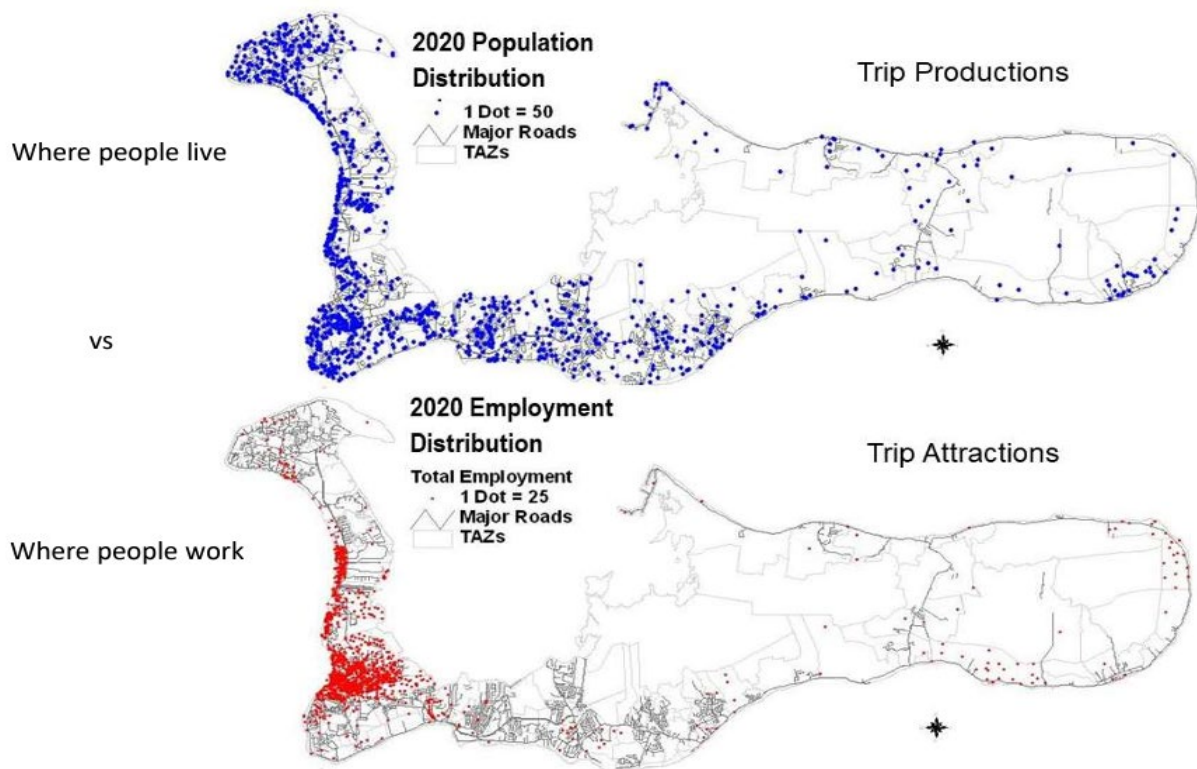 2020 Population
Distribution
1 Dot = 50
Major Roads
TAZs
Trip Productions
Where people live
vs
2020 Employment
Distribution
Total Employment
1 Dot = 25
Major Roads
TAZs
Trip Attractions
Where people work